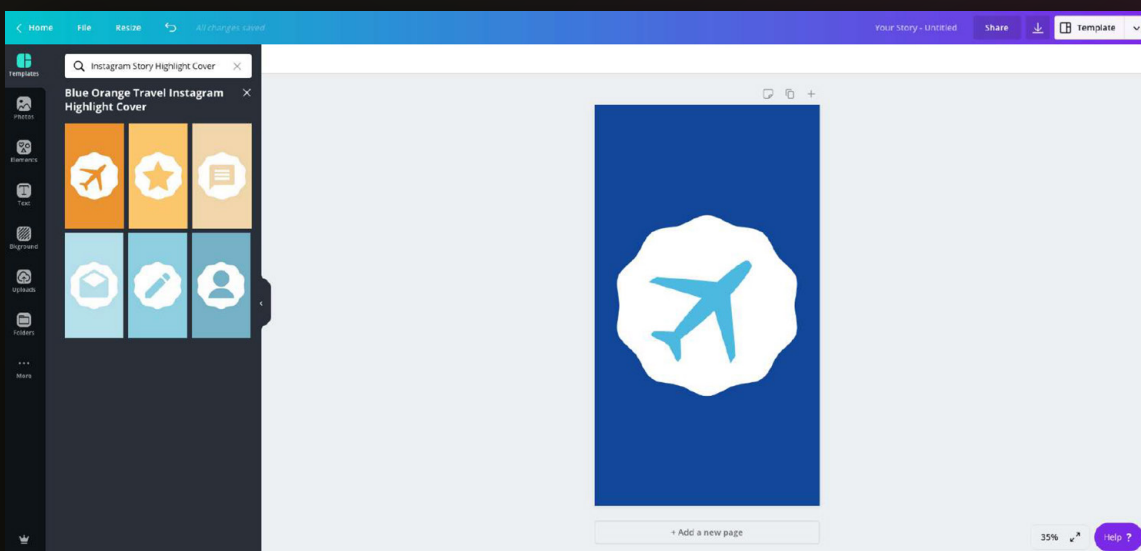 Home File Resize All changes saved Your Story - Untitled Share Template
Templates
Photos
Elements
Text
Bkground
Uploads
Folders
More
Instagram Story Highlight Cover
Blue Orange Travel Instagram
Highlight Cover
+ Add a new page
35% Help ?